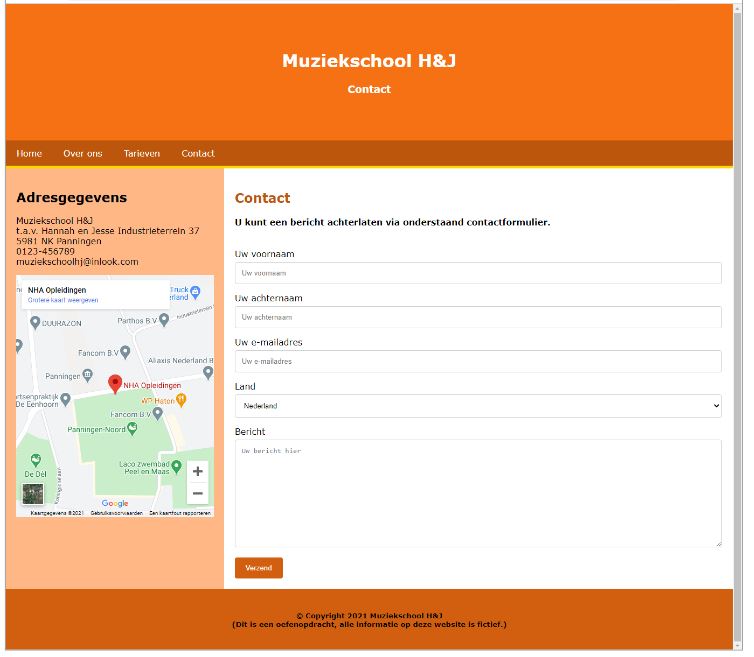 Muziekschool H&J
Contact
Home
Over ons
Tarieven
Contact
Adresgegevens
Muziekschool H&J
t.a.v. Hannah en Jesse Industrieterrein 37
5981 NK Panningen
0123-456789
muziekschoolhj@inlook.com
NHA Opleidingen
Grotere kaart weergeven
Truck
erland
DUURAZON
Parthos B.V
Industrieterrein
Fancom B.V
Aliaxis Nederland B
Panningen
NHA Opleidingen
rtsenpraktijk
De Eenhoorn
WP Haton
Fancom B.V
Panningen-Noord
Laco zwembad
Peel en Maas
De Dèl
Google
Kaartgegevens ©2021 Gebruiksvoorwaarden Een kaartfout rapporteren
Contact
U kunt een bericht achterlaten via onderstaand contactformulier.
Uw voornaam
Uw voornaam
Uw achternaam
Uw achternaam
Uw e-mailadres
Uw e-mailadres
Land
Nederland
Bericht
Uw bericht hier
Verzend
© Copyright 2021 Muziekschool H&J
(Dit is een oefenopdracht, alle informatie op deze website is fictief.)